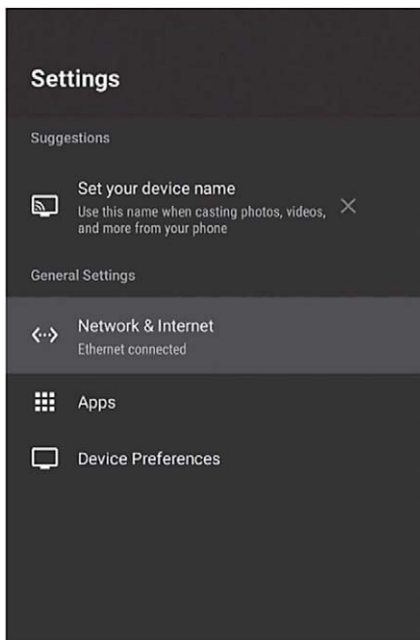 Settings
Suggestions
Set your device name
Use this name when casting photos, videos,
and more from your phone
General Settings
Network & Internet
Ethernet connected
Apps
Device Preferences